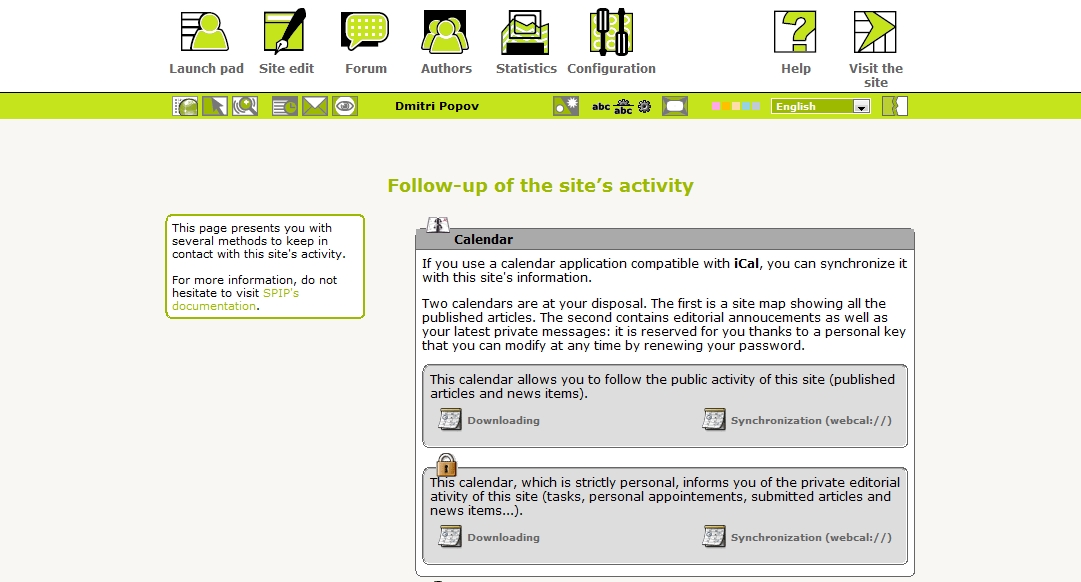 Launch pad
Site edit
Forum
Authors
Statistics
Configuration
Help
Visit the
site
Dmitri Popov
abc
abc
English
Follow-up of the site’s activity
This page presents you with
several methods to keep in
contact with this site's activity.
For more information, do not
hesitate to visit SPIP's
documentation.
Calendar
If you use a calendar application compatible with iCal, you can synchronize it
with this site's information.
Two calendars are at your disposal. The first is a site map showing all the
published articles. The second contains editorial annoucements as well as
your latest private messages: it is reserved for you thanks to a personal key
that you can modify at any time by renewing your password.
This calendar allows you to follow the public activity of this site (published
articles and news items).
Downloading
Synchronization (webcal://)
This calendar, which is strictly personal, informs you of the private editorial
ativity of this site (tasks, personal appointements, submitted articles and
news items...).
Downloading
Synchronization (webcal://)